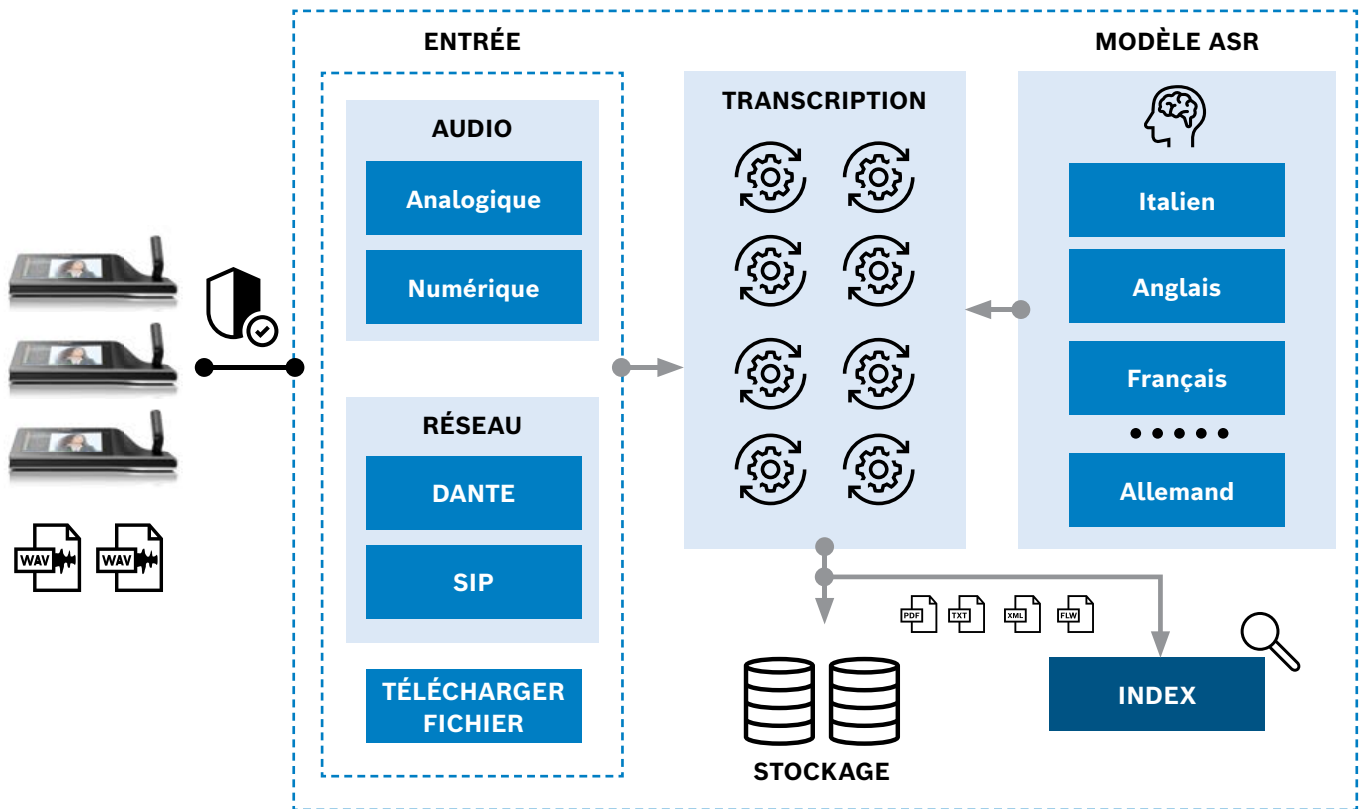 ENTRÉE
AUDIO
Analogique
Numérique
RÉSEAU
DANTE
SIP
TÉLÉCHARGER
FICHIER
WAV
WAV
TRANSCRIPTION
MODÈLE ASR
Italien
Anglais
Français
Allemand
PDF
TXT
XML
FLW
STOCKAGE
INDEX